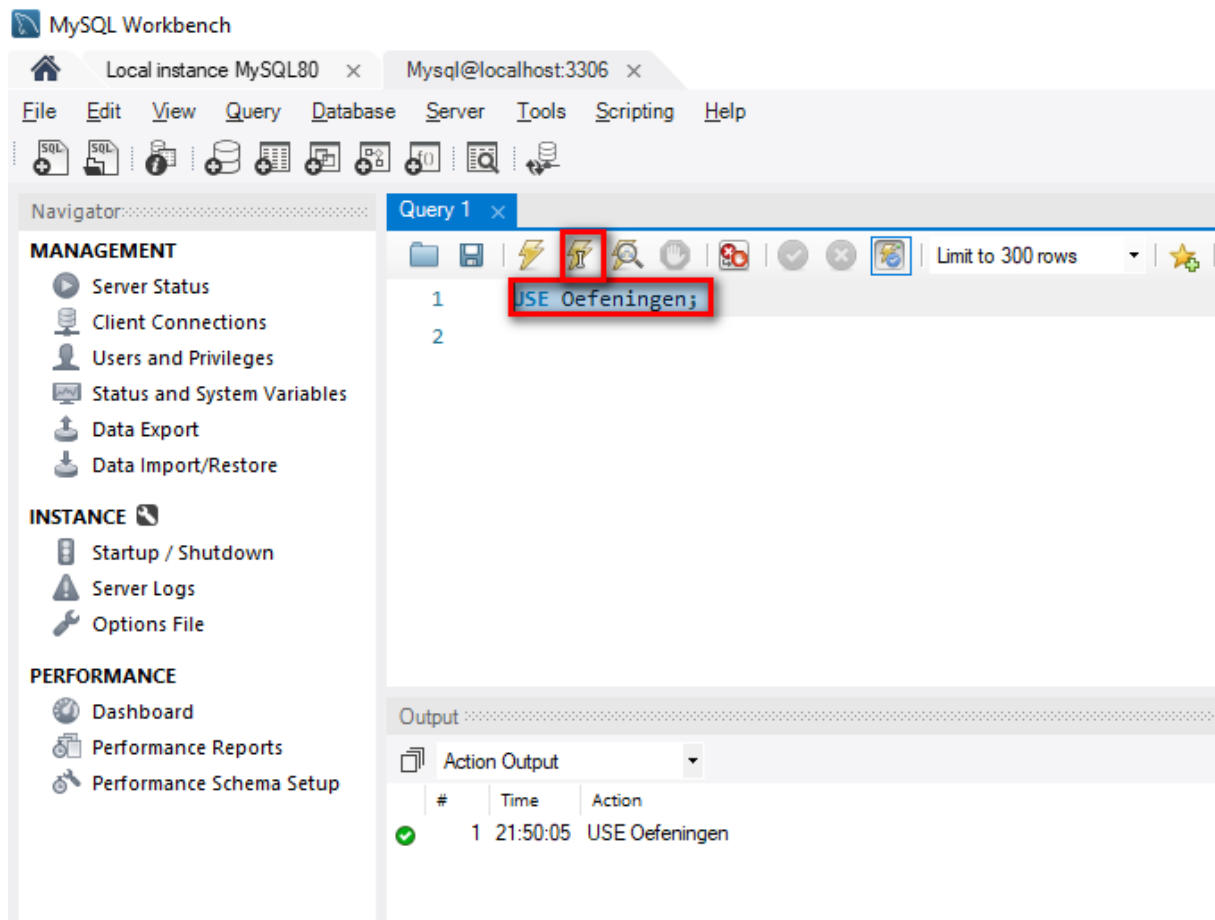 MySQL Workbench
Local instance MySQL80 Mysql@localhost:3306
File Edit View Query Database Server Tools Scripting Help
SQL SQL
Navigator
MANAGEMENT
Server Status
Client Connections
Users and Privileges
Status and System Variables
Data Export
Data Import/Restore
INSTANCE
Startup / Shutdown
Server Logs
Options File
PERFORMANCE
Dashboard
Performance Reports
Performance Schema Setup
Query 1
Limit to 300 rows
1 USE Oefeningen;
2
Output
Action Output
# Time Action
1 21:50:05 USE Oefeningen